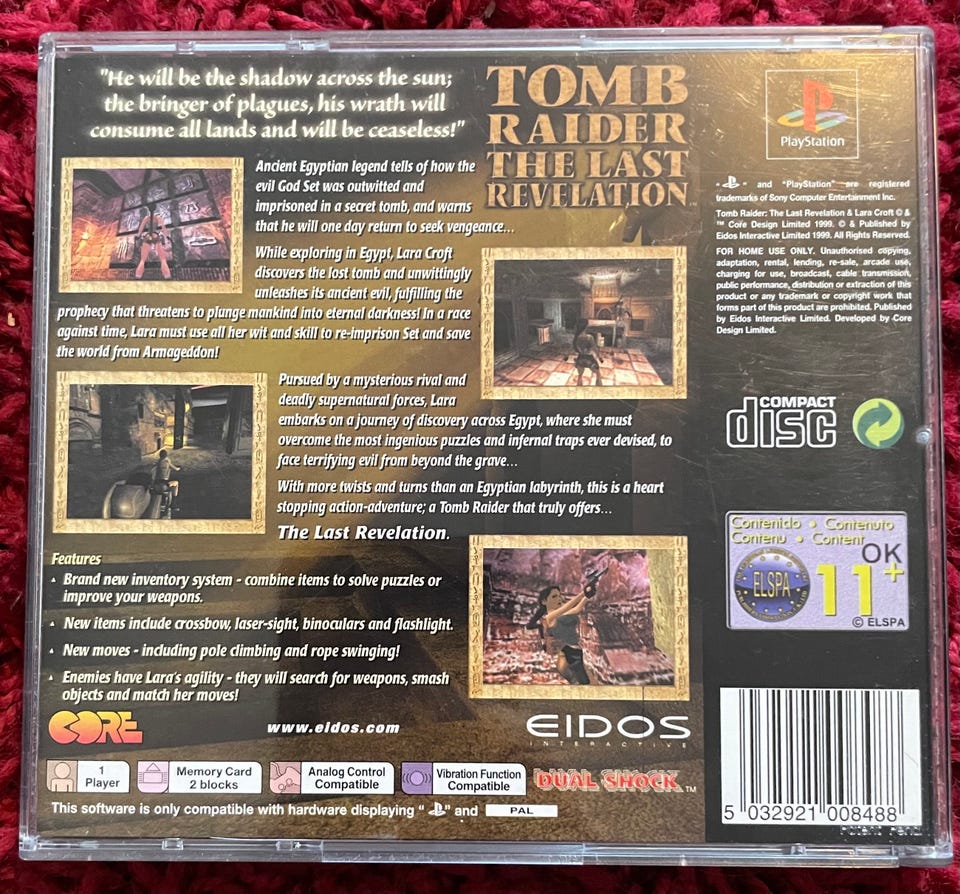 "He will be the shadow across the sun;
the bringer of plagues, his wrath will
consume all lands and will be ceaseless!"
TOMB
RAIDER
THE LAST
REVELATION
™
PlayStation
Ancient Egyptian legend tells of how the
evil God Set was outwitted and
imprisoned in a secret tomb, and warns
that he will one day return to seek vengeance...
While exploring in Egypt, Lara Croft
discovers the lost tomb and unwittingly
unleashes its ancient evil, fulfilling the
prophecy that threatens to plunge mankind into eternal darkness! In a race
against time, Lara must use all her wit and skill to re-imprison Set and save
the world from Armageddon!
Pursued by a mysterious rival and
deadly supernatural forces, Lara
embarks on a journey of discovery across Egypt, where she must
overcome the most ingenious puzzles and infernal traps ever devised, to
face terrifying evil from beyond the grave...
With more twists and turns than an Egyptian labyrinth, this is a heart
stopping action-adventure; a Tomb Raider that truly offers...
The Last Revelation.
Features
▲ Brand new inventory system - combine items to solve puzzles or
improve your weapons.
▲ New items include crossbow, laser-sight, binoculars and flashlight.
▲ New moves - including pole climbing and rope swinging!
▲ Enemies have Lara's agility - they will search for weapons, smash
objects and match her moves!
" " and "PlayStation" are registered
trademarks of Sony Computer Entertainment Inc.
Tomb Raider: The Last Revelation & Lara Croft © &
™ Core Design Limited 1999. © & Published by
Eidos Interactive Limited 1999. All Rights Reserved.
FOR HOME USE ONLY. Unauthorised copying,
adaptation, rental, lending, re-sale, arcade use,
charging for use, broadcast, cable transmission,
public performance, distribution or extraction of this
product or any trademark or copyright work that
forms part of this product are prohibited. Published
by Eidos Interactive Limited. Developed by Core
Design Limited.
COMPACT
disc
Contenido • Contenuto
Contenu • Content
OK
ELSPA
11+
© ELSPA
CORE
www.eidos.com
EIDOS
INTERACTIVE
1
Player
Memory Card
2 blocks
Analog Control
Compatible
Vibration Function
Compatible
DUAL SHOCK™
This software is only compatible with hardware displaying " " and PAL
5 032921 008488